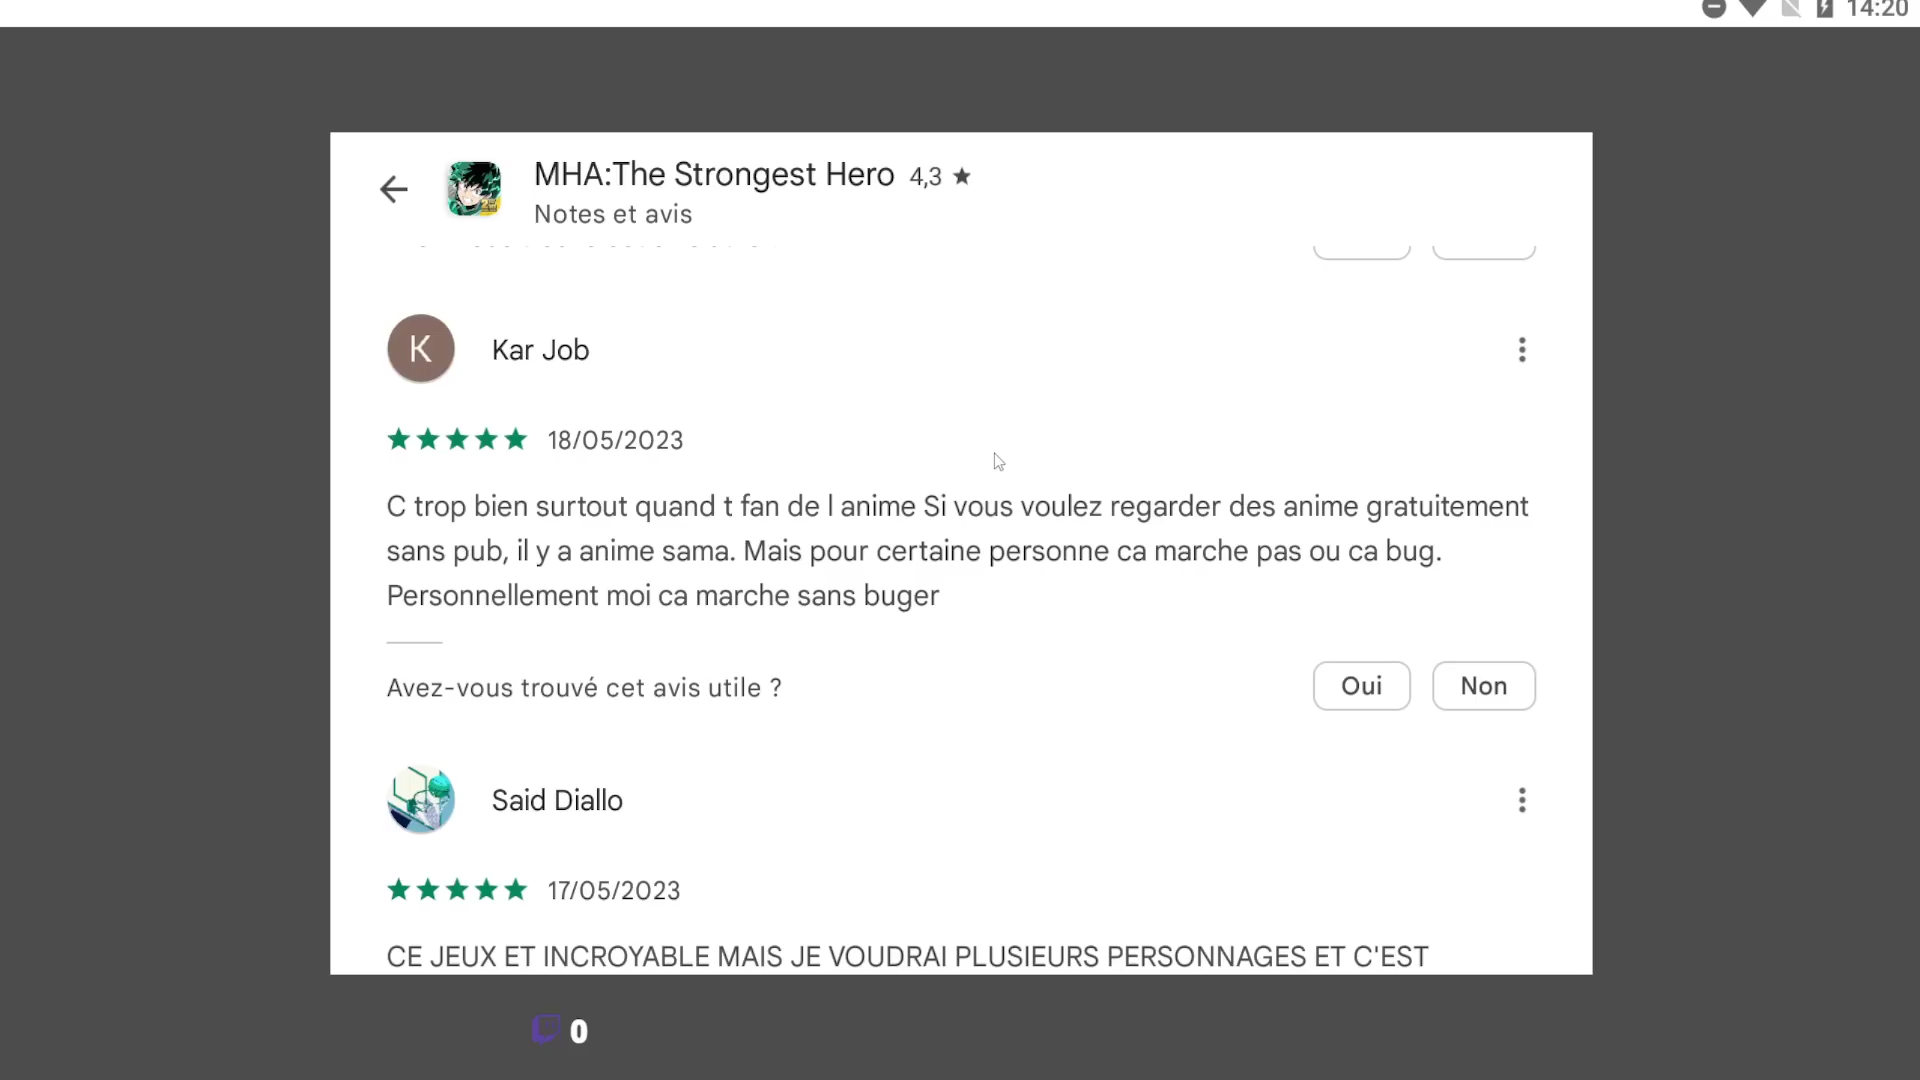 14:20
MHA:The Strongest Hero 4,3 ★
Notes et avis
K
Kar Job
18/05/2023
C trop bien surtout quand t fan de l anime Si vous voulez regarder des anime gratuitement
sans pub, il y a anime sama. Mais pour certaine personne ca marche pas ou ca bug.
Personnellement moi ca marche sans buger
Avez-vous trouvé cet avis utile ?
Oui
Non
Said Diallo
17/05/2023
CE JEUX ET INCROYABLE MAIS JE VOUDRAI PLUSIEURS PERSONNAGES ET C'EST
0